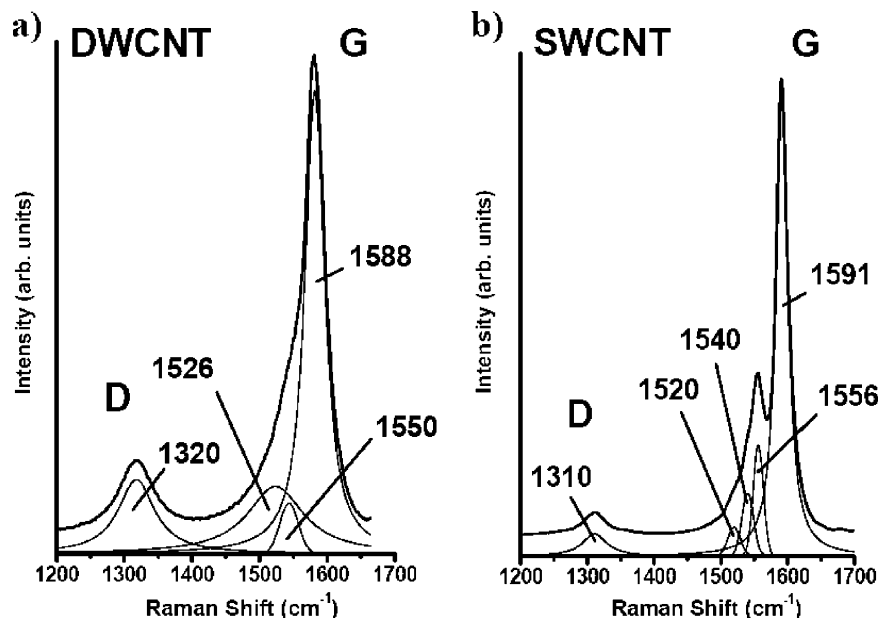 a)
DWCNT
G
Intensity (arb. units)
1588
1526
D
1320
1550
1200 1300 1400 1500 1600 1700
Raman Shift (cm⁻¹)
b)
SWCNT
G
Intensity (arb. units)
1591
1540
1520
1556
D
1310
1200 1300 1400 1500 1600 1700
Raman Shift (cm⁻¹)